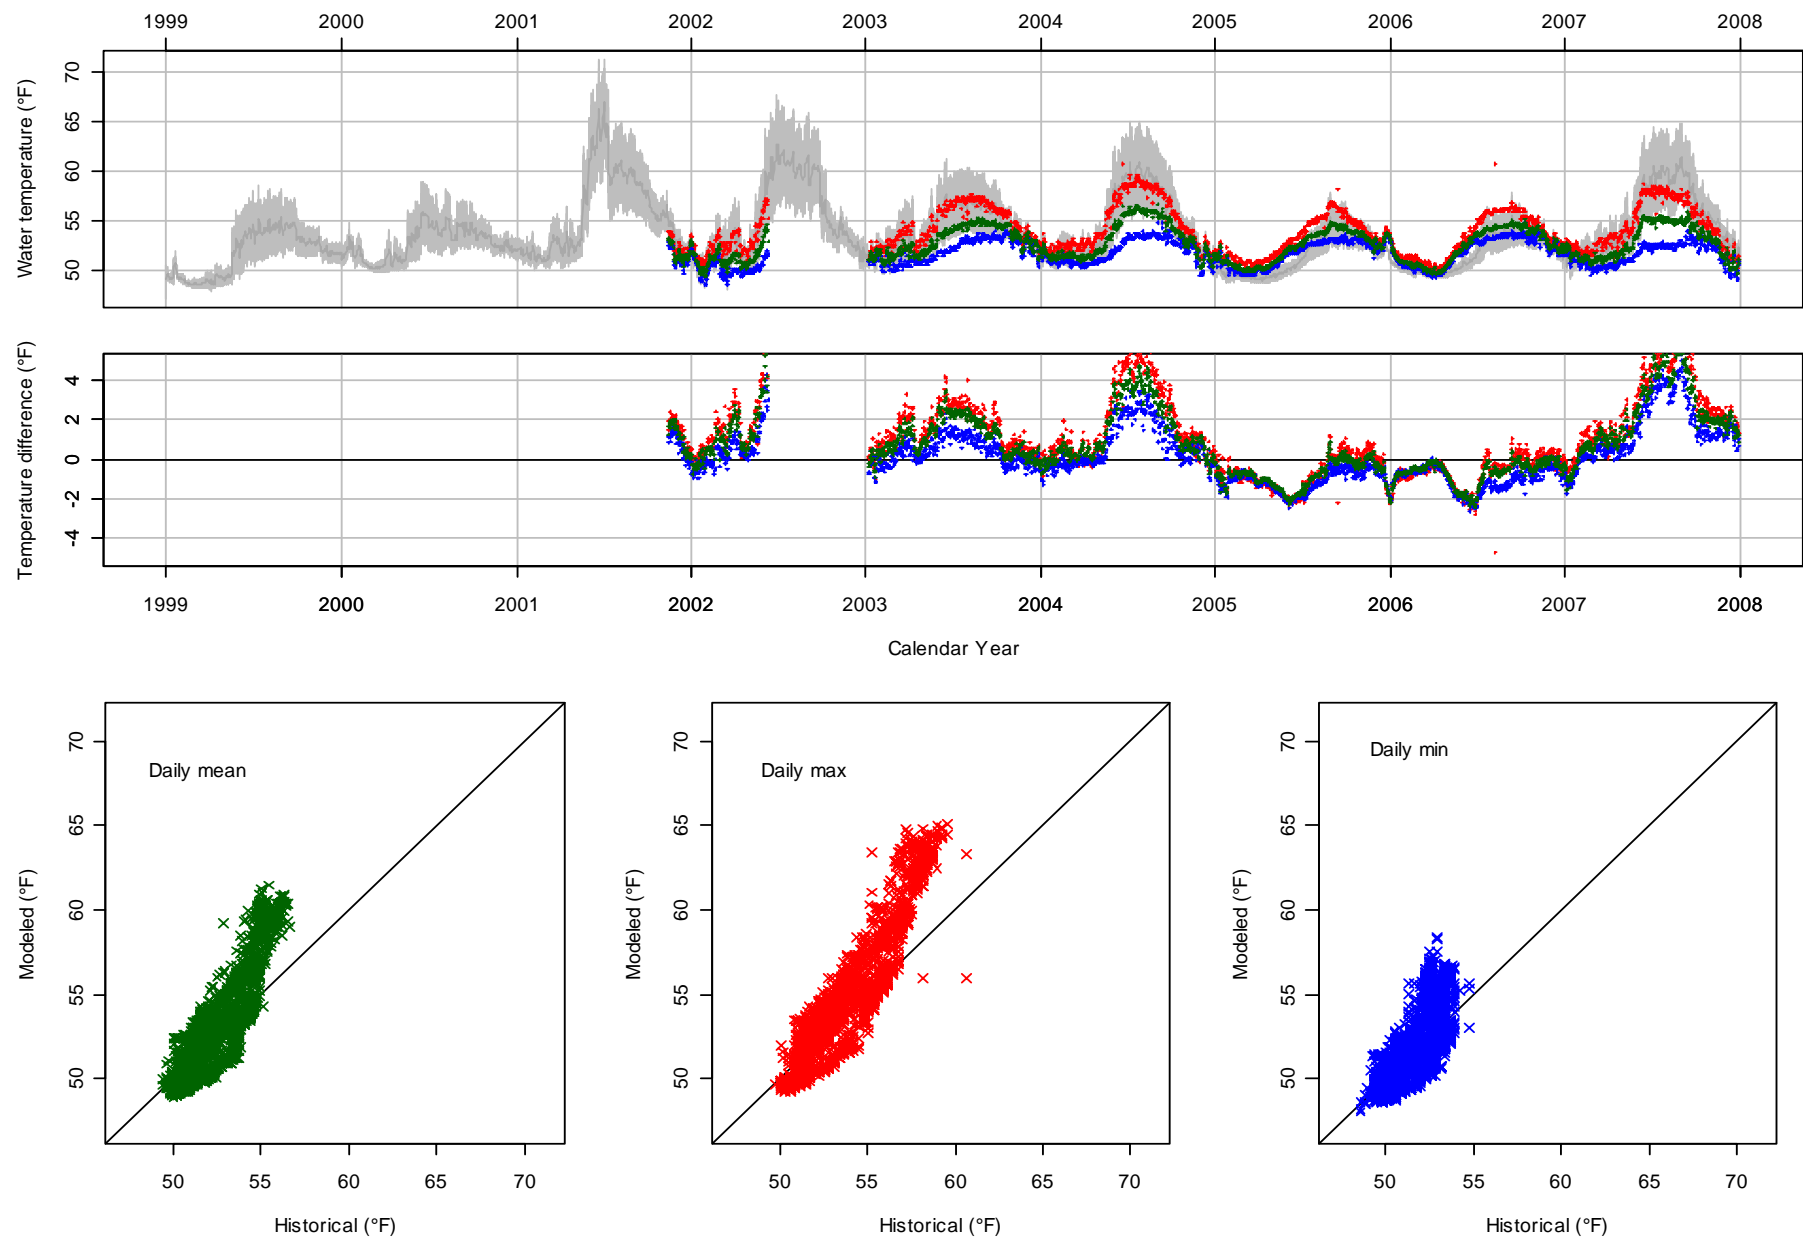 1999 2000 2001 2002 2003 2004 2005 2006 2007 2008
Water temperature (°F)
70
65
60
55
50
Temperature difference (°F)
4
2
0
-2
-4
1999 2000 2001 2002 2003 2004 2005 2006 2007 2008
Calendar Year
Daily mean
Modeled (°F)
70
65
60
55
50
50 55 60 65 70
Historical (°F)
Daily max
Modeled (°F)
70
65
60
55
50
50 55 60 65 70
Historical (°F)
Daily min
Modeled (°F)
70
65
60
55
50
50 55 60 65 70
Historical (°F)